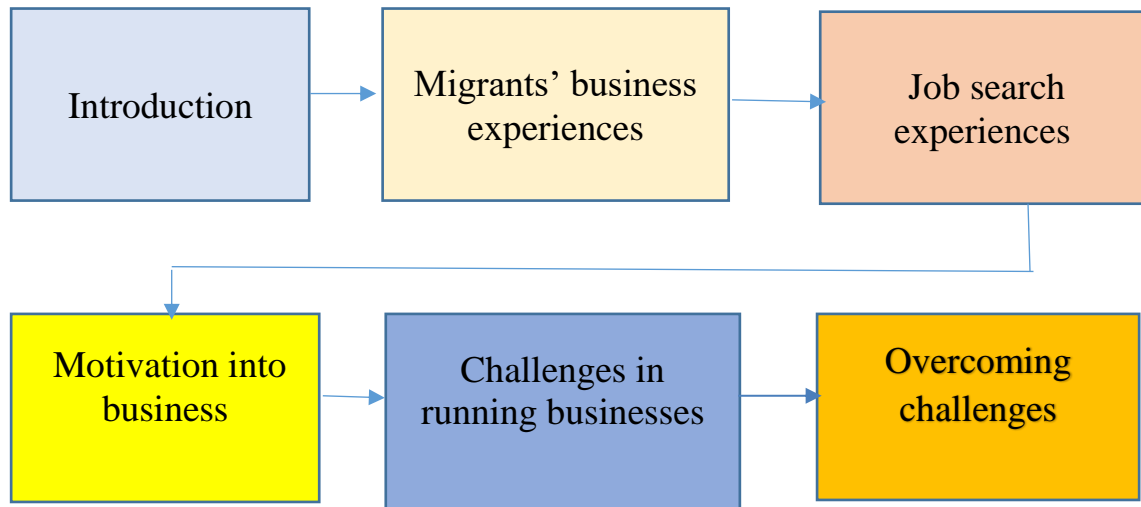 Introduction
Migrants’ business
experiences
Job search
experiences
Motivation into
business
Challenges in
running businesses
Overcoming
challenges